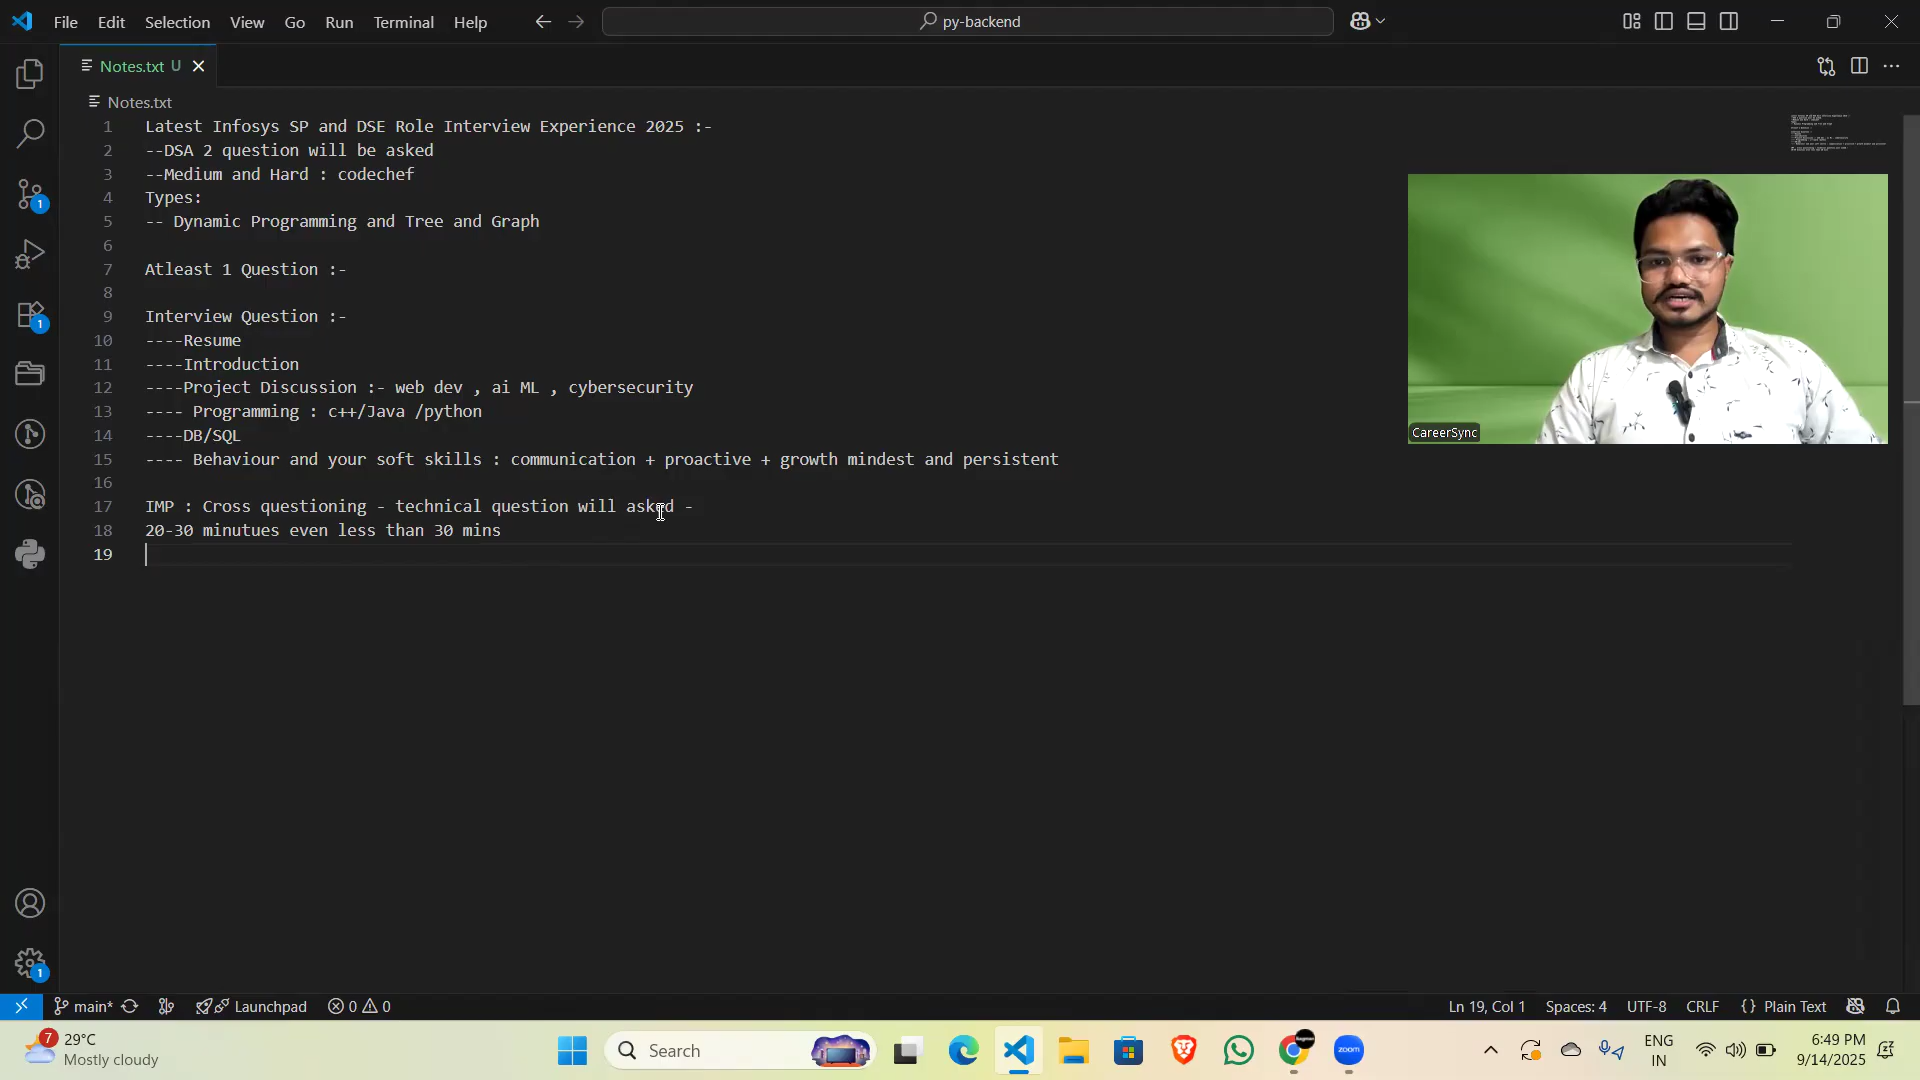 File Edit Selection View Go Run Terminal Help
py-backend
Notes.txt U
Notes.txt
1 Latest Infosys SP and DSE Role Interview Experience 2025 :-
2 --DSA 2 question will be asked
3 --Medium and Hard : codechef
4 Types:
5 -- Dynamic Programming and Tree and Graph
6
7 Atleast 1 Question :-
8
9 Interview Question :-
10 ----Resume
11 ----Introduction
12 ----Project Discussion :- web dev , ai ML , cybersecurity
13 ---- Programming : c++/Java /python
14 ----DB/SQL
15 ---- Behaviour and your soft skills : communication + proactive + growth mindest and persistent
16
17 IMP : Cross questioning - technical question will asked -
18 20-30 minutues even less than 30 mins
19
CareerSync
1
1
1
main* Launchpad 0 0 Ln 19, Col 1 Spaces: 4 UTF-8 CRLF {} Plain Text
7 29°C
Mostly cloudy
Search
zoom
ENG
IN
6:49 PM
9/14/2025